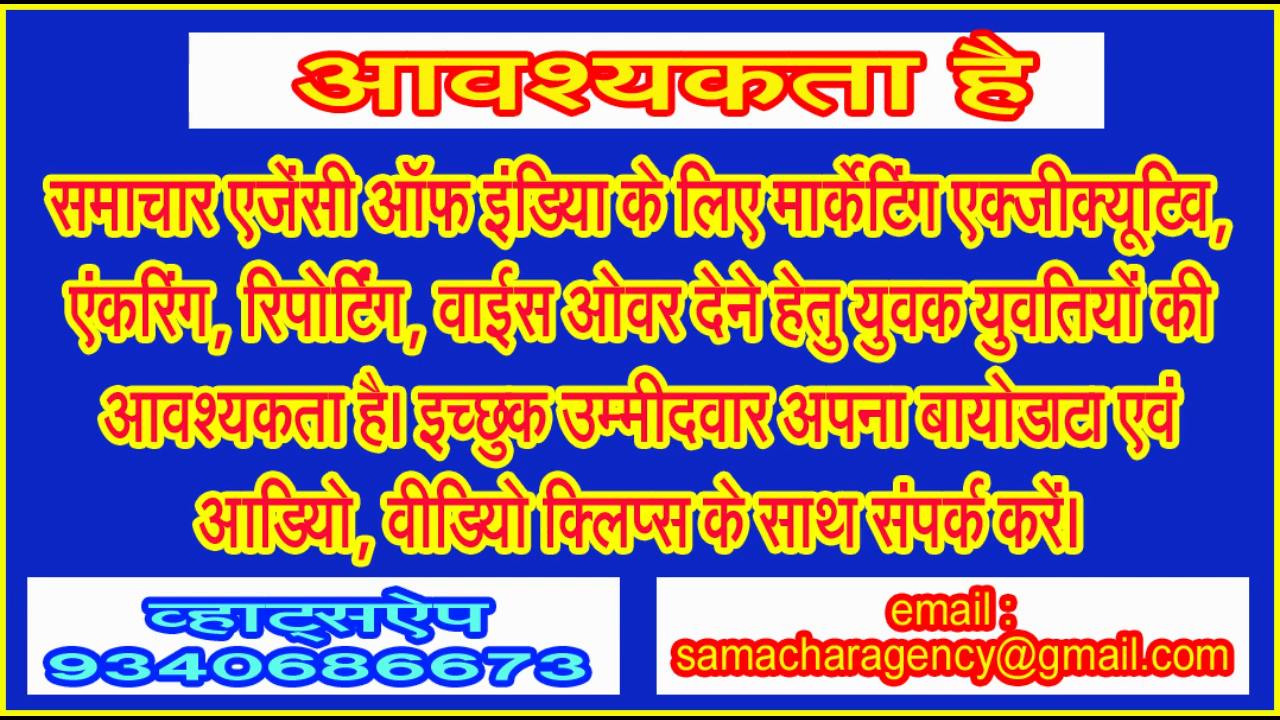 आवश्यकता है
समाचार एजेंसी ऑफ इंडिया के लिए मार्केटिंग एक्जीक्यूटिव,
एंकरिंग, रिपोर्टिंग, वाईस ओवर देने हेतु युवक युवतियों की
आवश्यकता है। इच्छुक उम्मीदवार अपना बायोडाटा एवं
आडियो, वीडियो क्लिप्स के साथ संपर्क करें।
व्हाट्सऐप
9340686673
email :
samacharagency@gmail.com